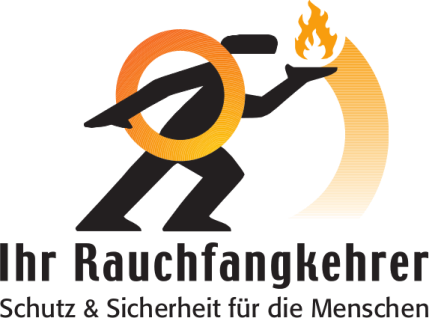 Ihr Rauchfangkehrer
Schutz & Sicherheit für die Menschen